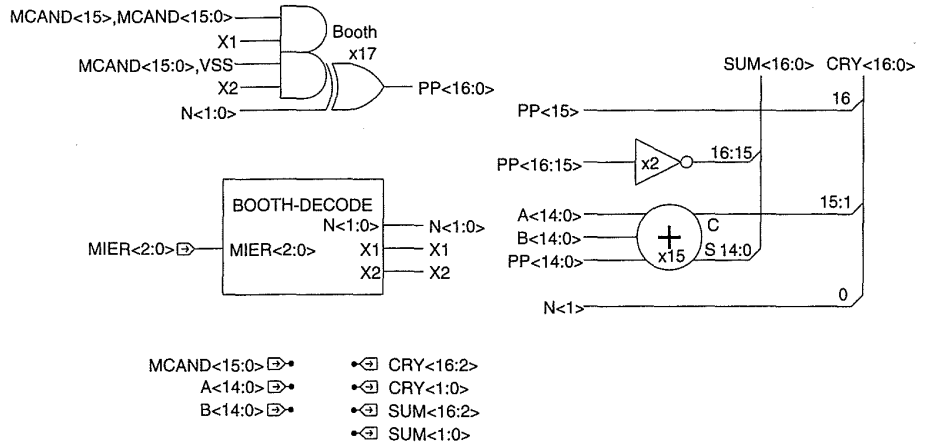 MCAND<15>,MCAND<15:0>
X1
Booth
x17
MCAND<15:0>,VSS
X2
N<1:0>
PP<16:0>
SUM<16:0> CRY<16:0>
PP<15>
16
PP<16:15>
x2
16:15
A<14:0>
B<14:0>
PP<14:0>
+
x15
C
S 14:0
15:1
N<1>
0
BOOTH-DECODE
MIER<2:0>
MIER<2:0>
N<1:0>
X1
X2
N<1:0>
X1
X2
MCAND<15:0>
A<14:0>
B<14:0>
CRY<16:2>
CRY<1:0>
SUM<16:2>
SUM<1:0>